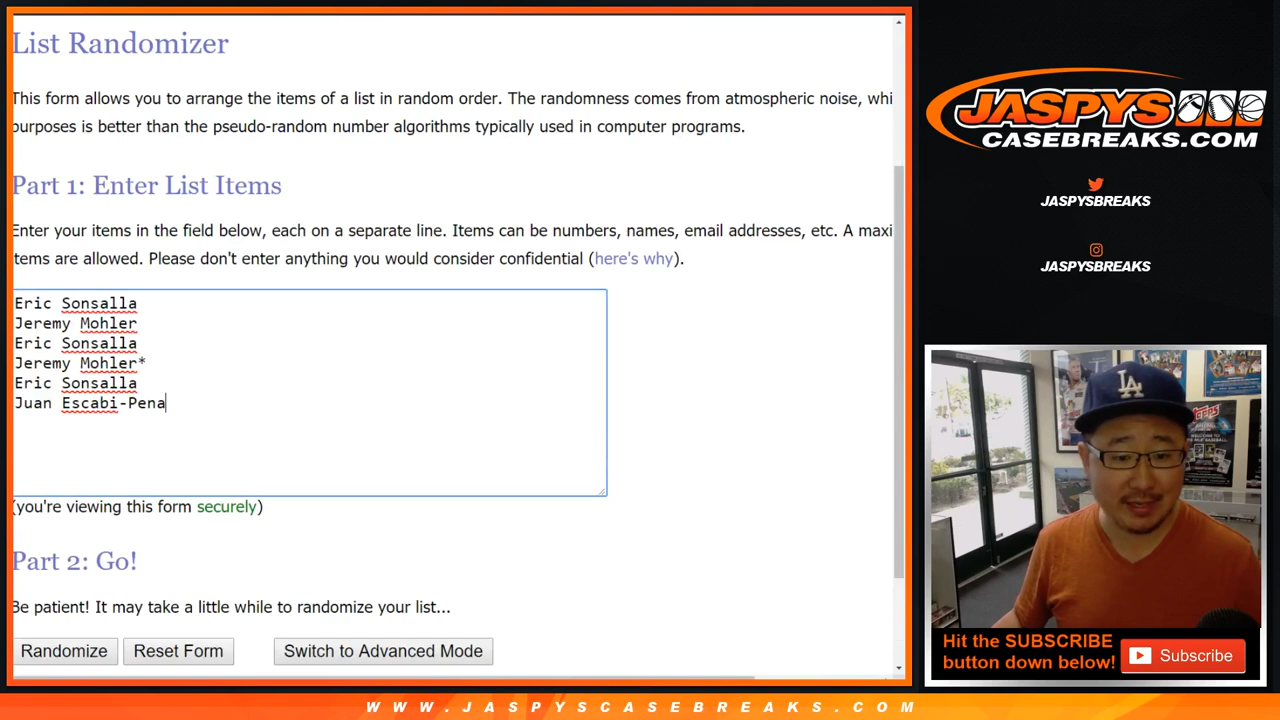 List Randomizer
This form allows you to arrange the items of a list in random order. The randomness comes from atmospheric noise, whi
purposes is better than the pseudo-random number algorithms typically used in computer programs.
Part 1: Enter List Items
Enter your items in the field below, each on a separate line. Items can be numbers, names, email addresses, etc. A maxi
items are allowed. Please don't enter anything you would consider confidential (here's why).
Eric Sonsalla
Jeremy Mohler
Eric Sonsalla
Jeremy Mohler*
Eric Sonsalla
Juan Escabi-Pena
(you're viewing this form securely)
Part 2: Go!
Be patient! It may take a little while to randomize your list...
Randomize Reset Form Switch to Advanced Mode
JASPYS
CASEBREAKS.COM
JASPYSBREAKS
JASPYSBREAKS
LA
TOPPS
Hit the SUBSCRIBE
button down below!
Subscribe
WWW.JASPYSCASEBREAKS.COM